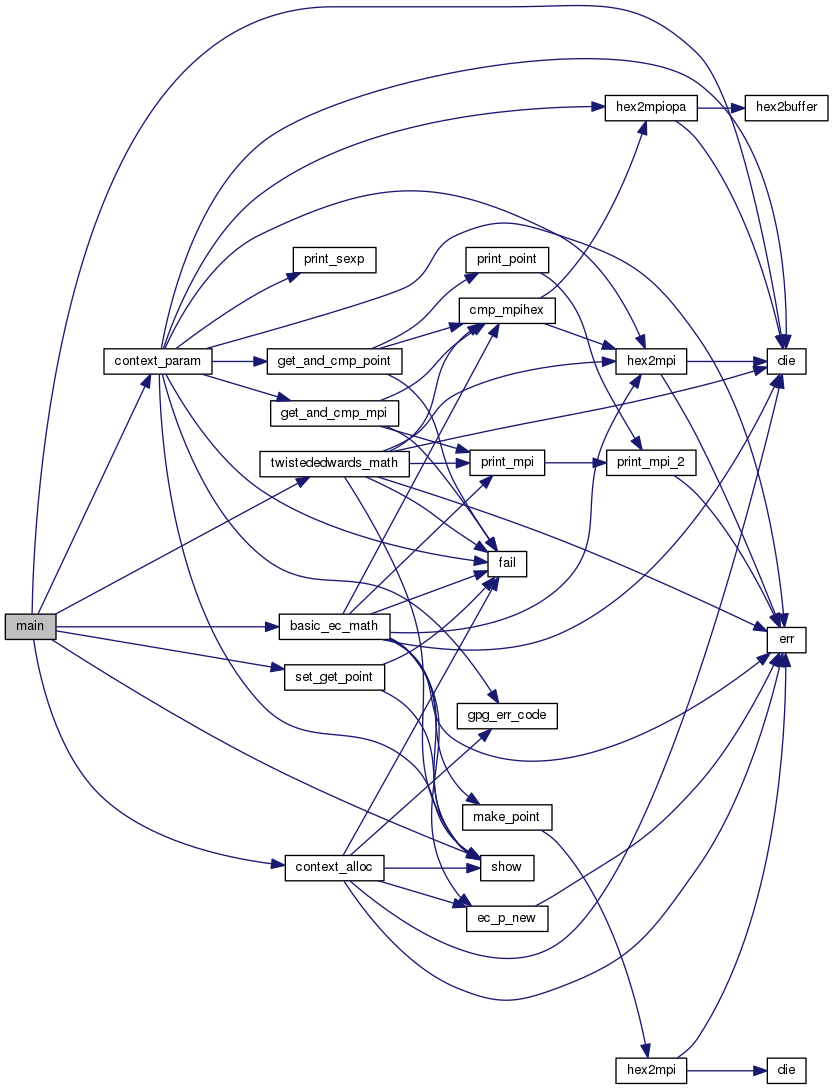 hex2mpiopa
hex2buffer
print_sexp
print_point
cmp_mpihex
context_param
get_and_cmp_point
hex2mpi
die
get_and_cmp_mpi
twistededwards_math
print_mpi
print_mpi_2
fail
main
basic_ec_math
err
set_get_point
gpg_err_code
make_point
context_alloc
show
ec_p_new
hex2mpi
die